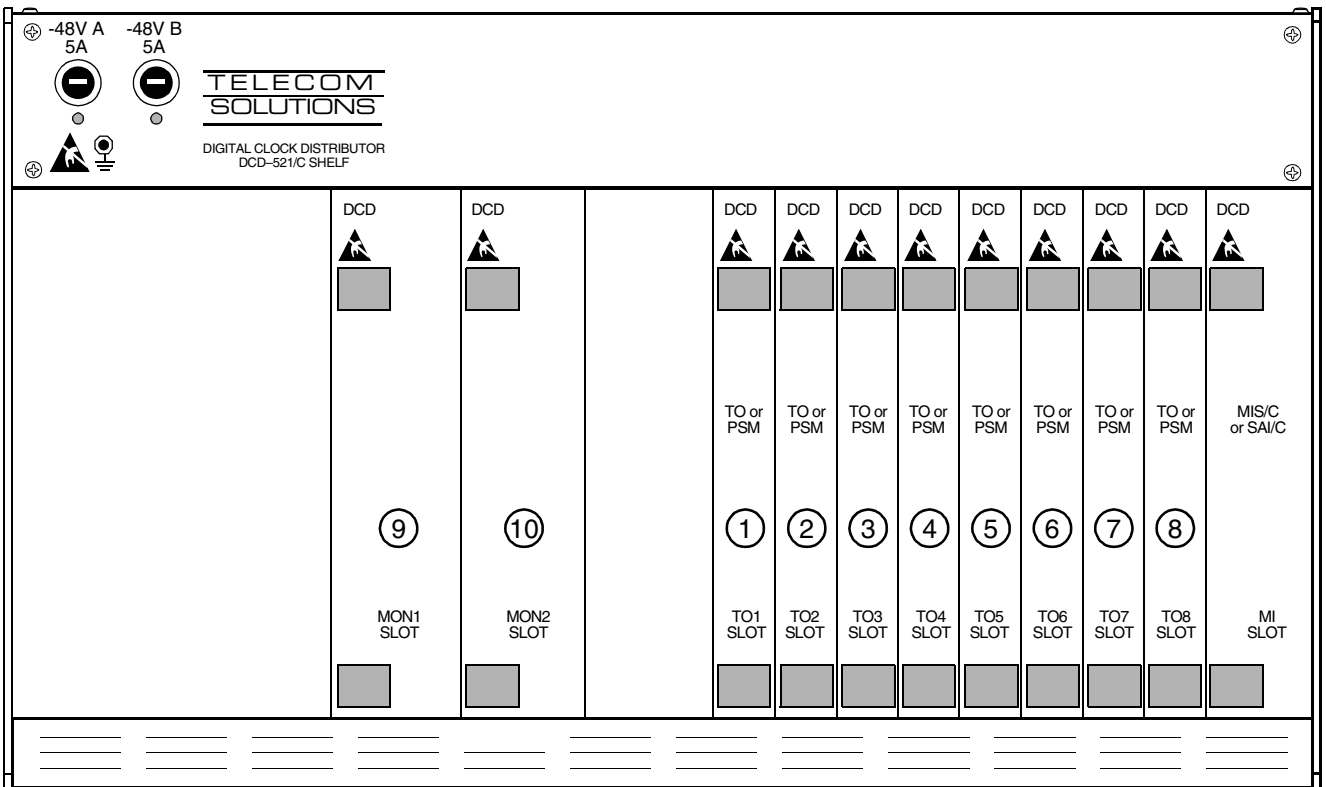 -48V A -48V B
5A 5A
TELECOM
SOLUTIONS
DIGITAL CLOCK DISTRIBUTOR
DCD–521/C SHELF
DCD DCD DCD DCD DCD DCD DCD DCD DCD DCD DCD
TO or TO or TO or TO or TO or TO or TO or TO or MIS/C
PSM PSM PSM PSM PSM PSM PSM PSM or SAI/C
9 10 1 2 3 4 5 6 7 8
MON1 MON2 TO1 TO2 TO3 TO4 TO5 TO6 TO7 TO8 MI
SLOT SLOT SLOT SLOT SLOT SLOT SLOT SLOT SLOT SLOT SLOT